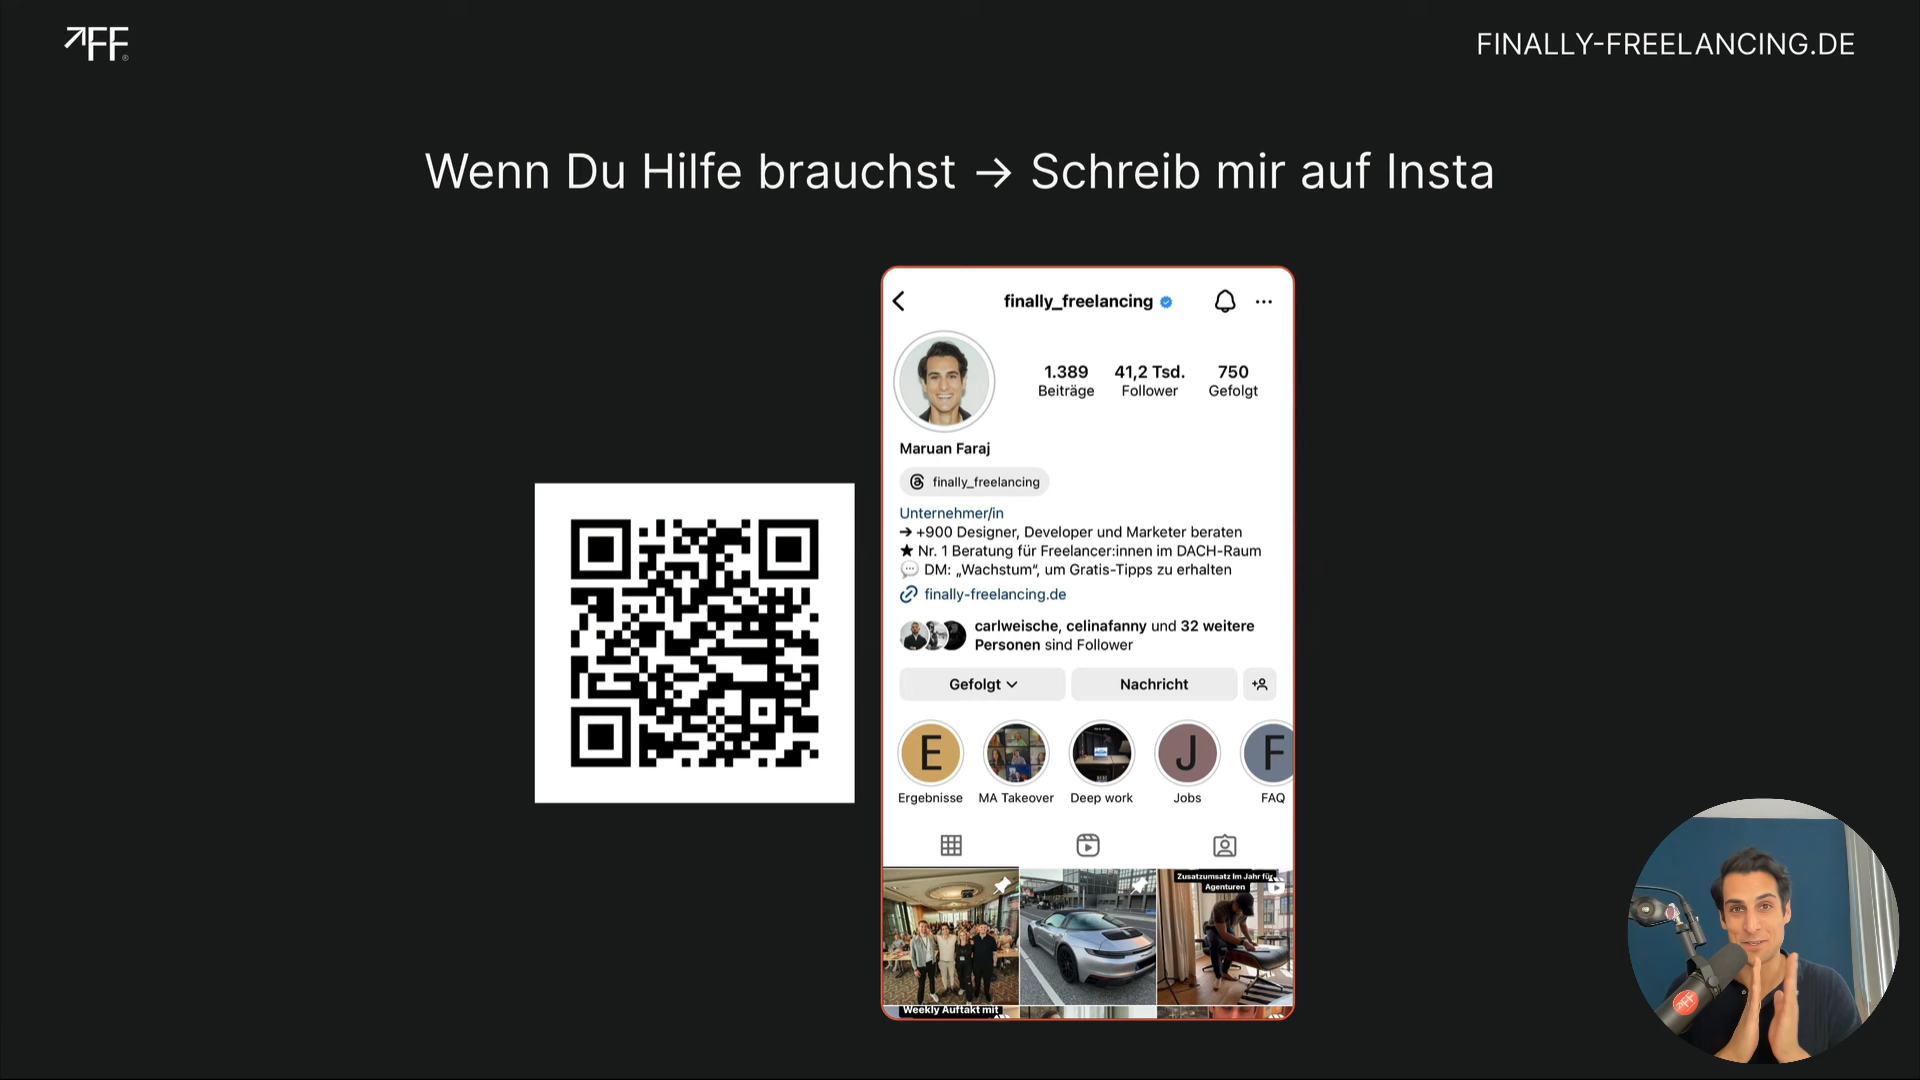 FF
FINALLY-FREELANCING.DE
Wenn Du Hilfe brauchst → Schreib mir auf Insta
finally_freelancing
1.389 41,2 Tsd. 750
Beiträge Follower Gefolgt
Maruan Faraj
finally_freelancing
Unternehmer/in
→ +900 Designer, Developer und Marketer beraten
★ Nr. 1 Beratung für Freelancer:innen im DACH-Raum
💬 DM: „Wachstum“, um Gratis-Tipps zu erhalten
finally-freelancing.de
carlweische, celinafanny und 32 weitere
Personen sind Follower
Gefolgt Nachricht
E J F
Ergebnisse MA Takeover Deep work Jobs FAQ
Zusatzumsatz Im Jahr für
Agenturen
Weekly Auftakt mit
FF